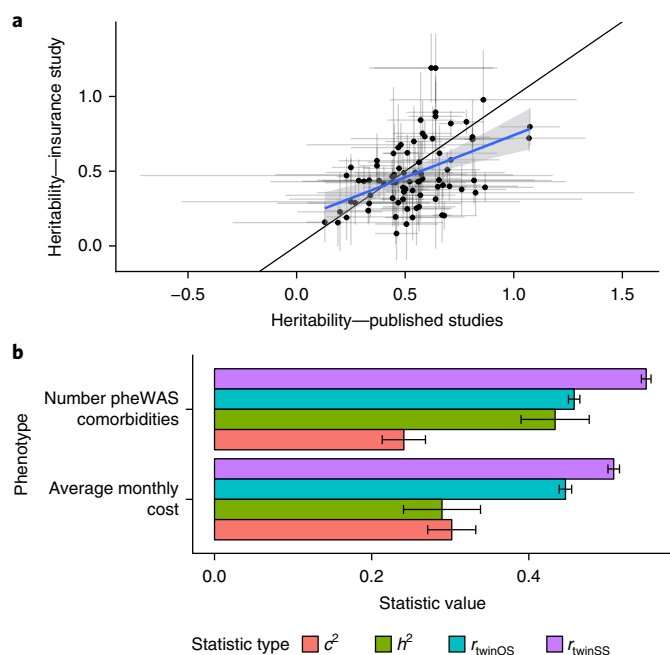 a
Heritability—insurance study
1.0
0.5
0.0
−0.5
0.0
0.5
1.0
1.5
Heritability—published studies
b
Phenotype
Number pheWAS
comorbidities
Average monthly
cost
0.0
0.2
0.4
Statistic value
Statistic type c² h² r_twinOS r_twinSS